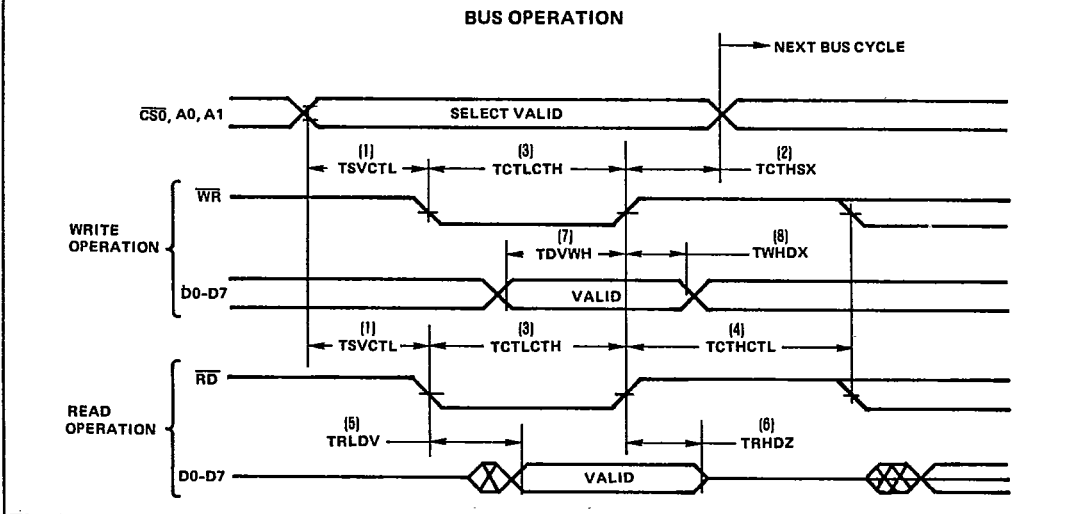 BUS OPERATION
NEXT BUS CYCLE
CS0, A0, A1
SELECT VALID
(1) (3) (2)
TSVCTL TCTLCTH TCTHSX
WR
WRITE OPERATION
(7) (8)
TDVWH TWHDX
D0-D7
VALID
(1) (3) (4)
TSVCTL TCTLCTH TCTHCTL
RD
READ OPERATION
(5) (6)
TRLDV TRHDZ
D0-D7
VALID